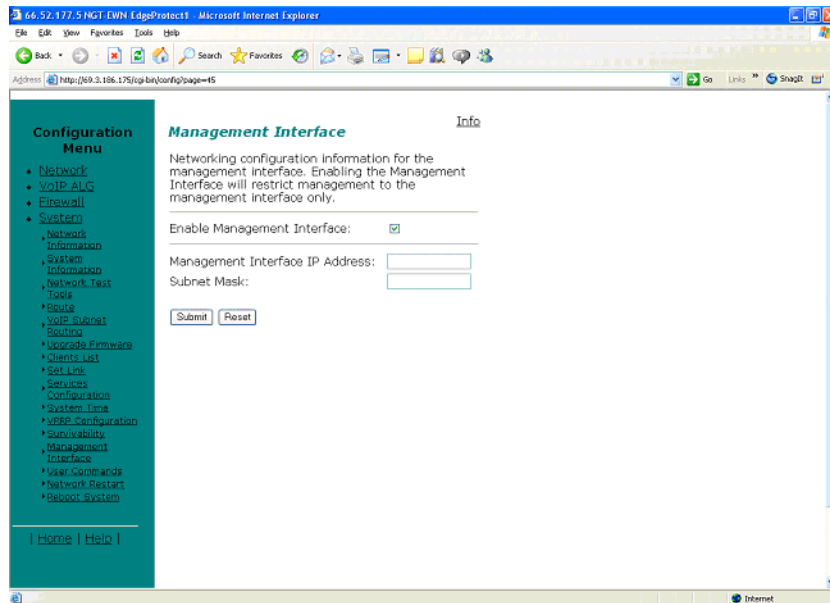 66.52.177.5 NGT-EWN-EdgeProtect1 - Microsoft Internet Explorer
File Edit View Favorites Tools Help
Back Search Favorites
Address http://69.3.186.175/cgi-bin/config?page=45 Go Links » SnagIt
Configuration
Menu
Network
VoIP ALG
Firewall
System
Network
Information
System
Information
Network Test
Tools
Route
VoIP Subnet
Routing
Upgrade Firmware
Clients List
Set Link
Services
Configuration
System Time
VRRP Configuration
Survivability
Management
Interface
User Commands
Network Restart
Reboot System
| Home | Help |
Info
Management Interface
Networking configuration information for the
management interface. Enabling the Management
Interface will restrict management to the
management interface only.
Enable Management Interface:
Management Interface IP Address:
Subnet Mask:
Submit Reset
Internet